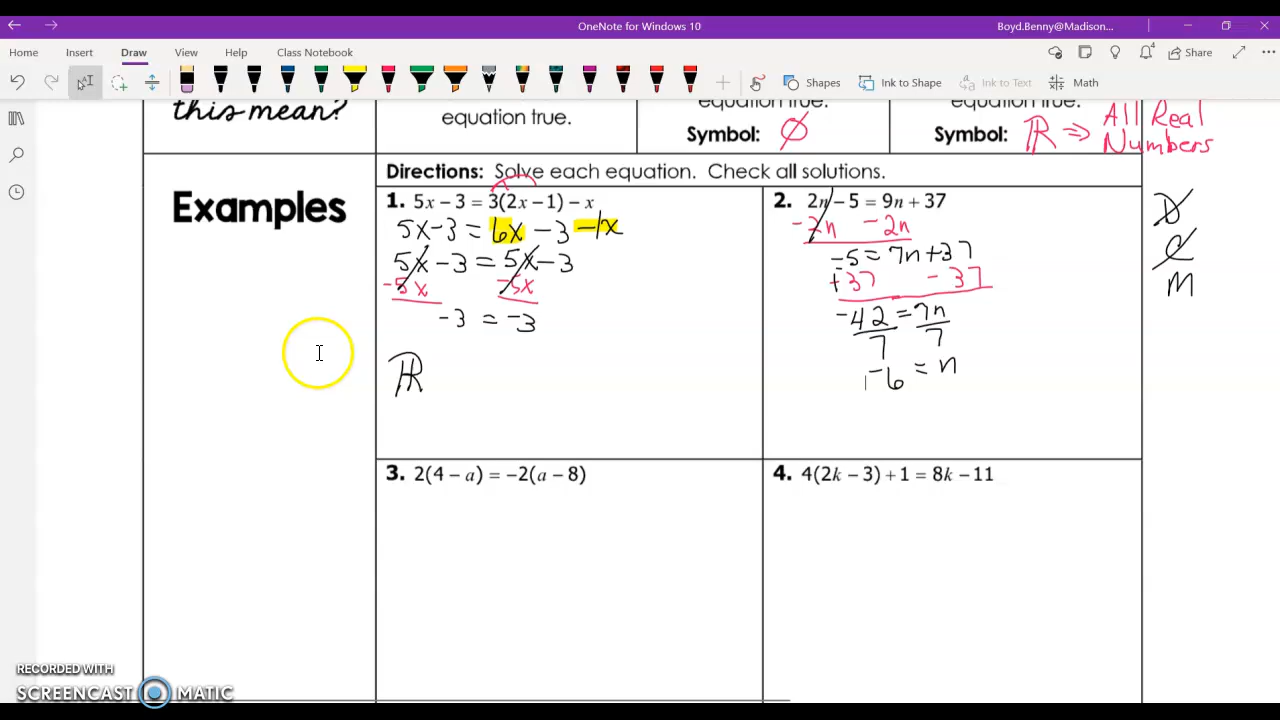 OneNote for Windows 10
Boyd.Benny@Madison...
Home Insert Draw View Help Class Notebook
Share
Shapes Ink to Shape Ink to Text Math
this mean?
equation true.
equation true.
Symbol: ∅
equation true.
Symbol: ℝ ⇒ All Real Numbers
Examples
Directions: Solve each equation. Check all solutions.
1. 5x – 3 = 3(2x – 1) – x
5x-3 = 6x - 3 - 1x
5x - 3 = 5x - 3
-5x -5x
-3 = -3
ℝ
2. 2n – 5 = 9n + 37
-2n -2n
-5 = 7n + 37
+37 - 37
-42 = 7n
7 7
-6 = n
D
C
M
3. 2(4 – a) = –2(a – 8)
4. 4(2k – 3) + 1 = 8k – 11
RECORDED WITH
SCREENCAST MATIC